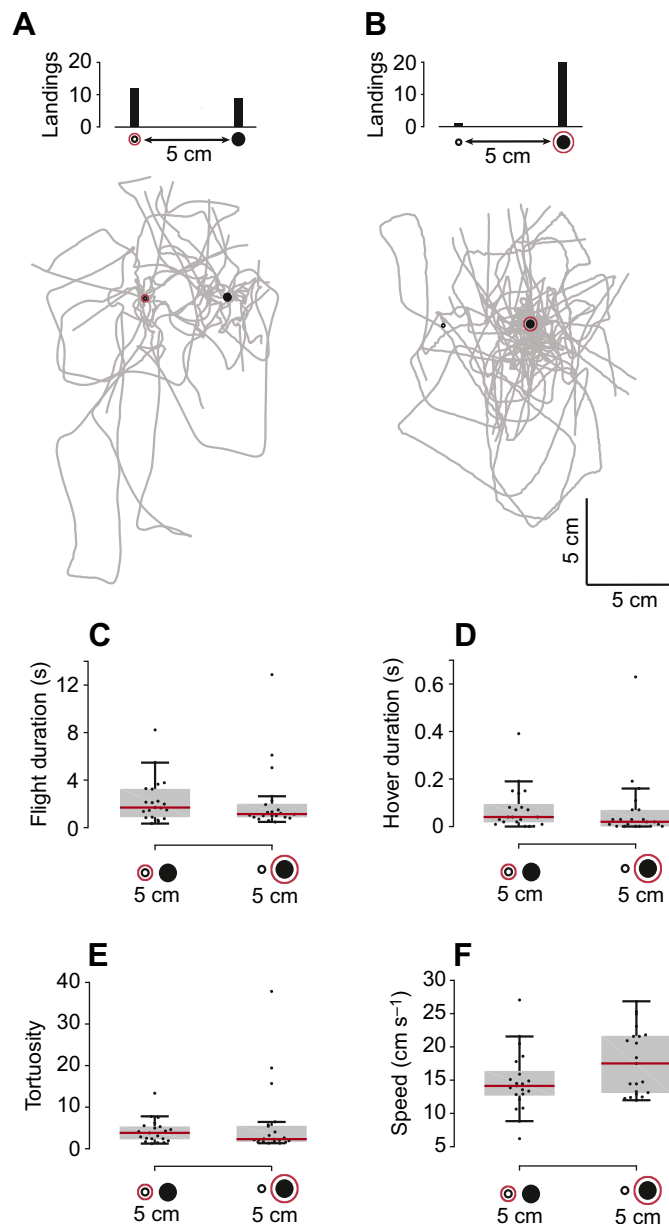 A
Landings
20
10
0
5 cm
B
Landings
20
10
0
5 cm
5 cm
5 cm
C
Flight duration (s)
12
8
4
0
5 cm
5 cm
D
Hover duration (s)
0.6
0.4
0.2
0
5 cm
5 cm
E
Tortuosity
40
30
20
10
0
5 cm
5 cm
F
Speed (cm s⁻¹)
30
25
20
15
10
5
5 cm
5 cm